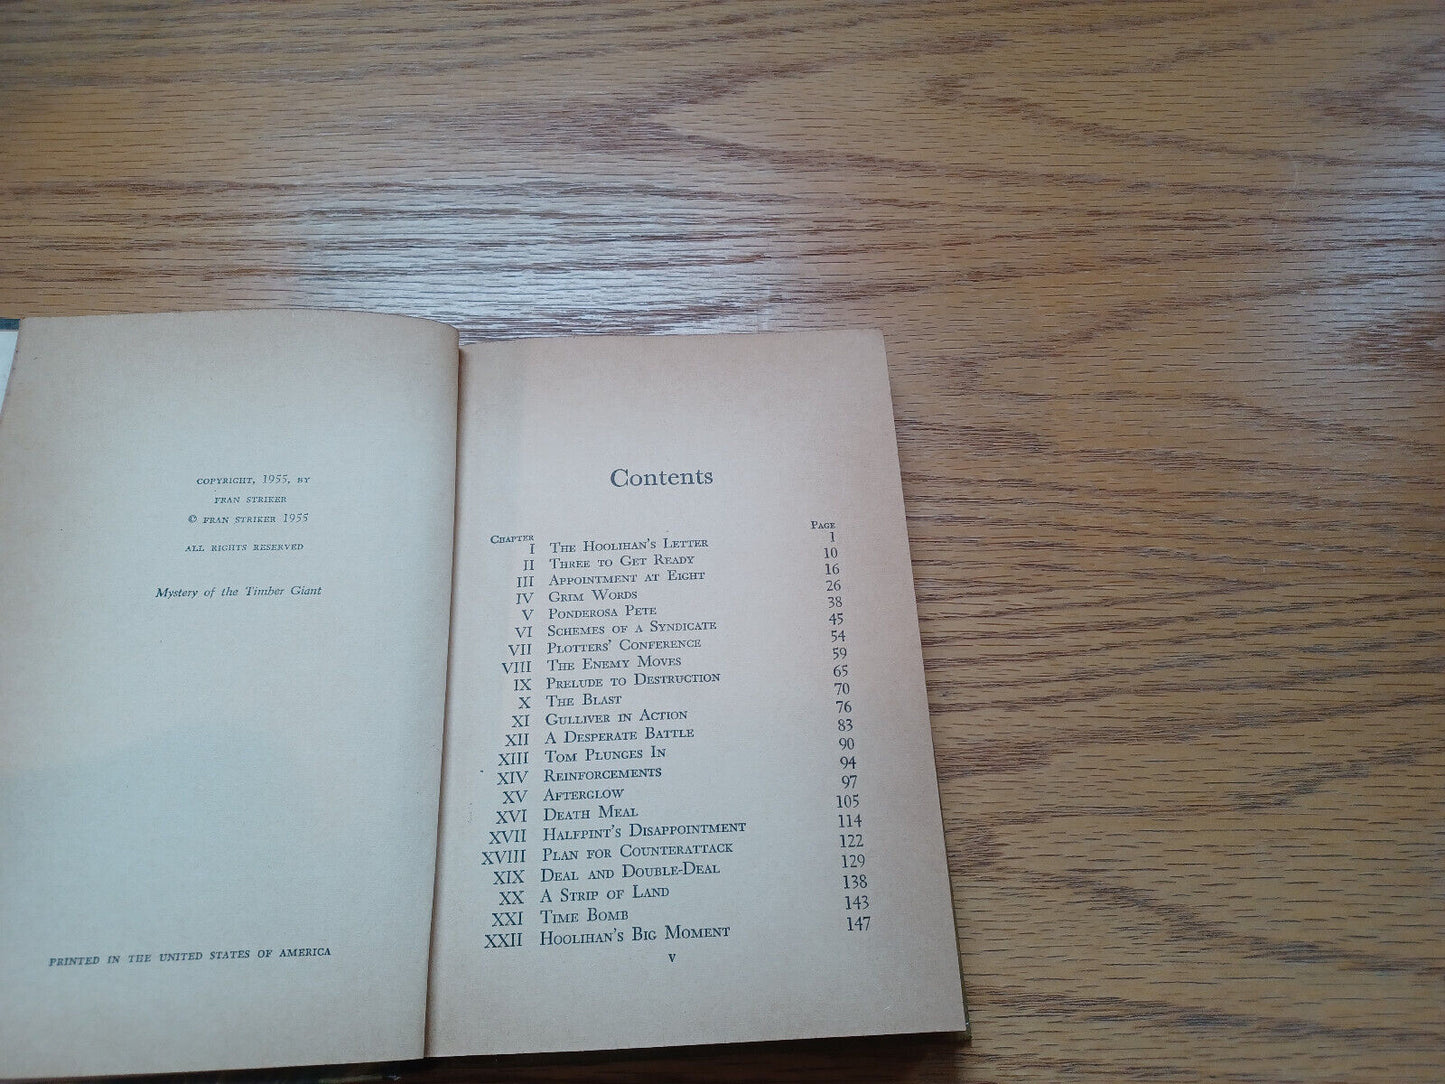 COPYRIGHT, 1955, BY
FRAN STRIKER
© FRAN STRIKER 1955
ALL RIGHTS RESERVED
Mystery of the Timber Giant
PRINTED IN THE UNITED STATES OF AMERICA
Contents
CHAPTER PAGE
I THE HOOLIHAN'S LETTER 1
II THREE TO GET READY 10
III APPOINTMENT AT EIGHT 16
IV GRIM WORDS 26
V PONDEROSA PETE 38
VI SCHEMES OF A SYNDICATE 45
VII PLOTTERS' CONFERENCE 54
VIII THE ENEMY MOVES 59
IX PRELUDE TO DESTRUCTION 65
X THE BLAST 70
XI GULLIVER IN ACTION 76
XII A DESPERATE BATTLE 83
XIII TOM PLUNGES IN 90
XIV REINFORCEMENTS 94
XV AFTERGLOW 97
XVI DEATH MEAL 105
XVII HALFPINT'S DISAPPOINTMENT 114
XVIII PLAN FOR COUNTERATTACK 122
XIX DEAL AND DOUBLE-DEAL 129
XX A STRIP OF LAND 138
XXI TIME BOMB 143
XXII HOOLIHAN'S BIG MOMENT 147
V